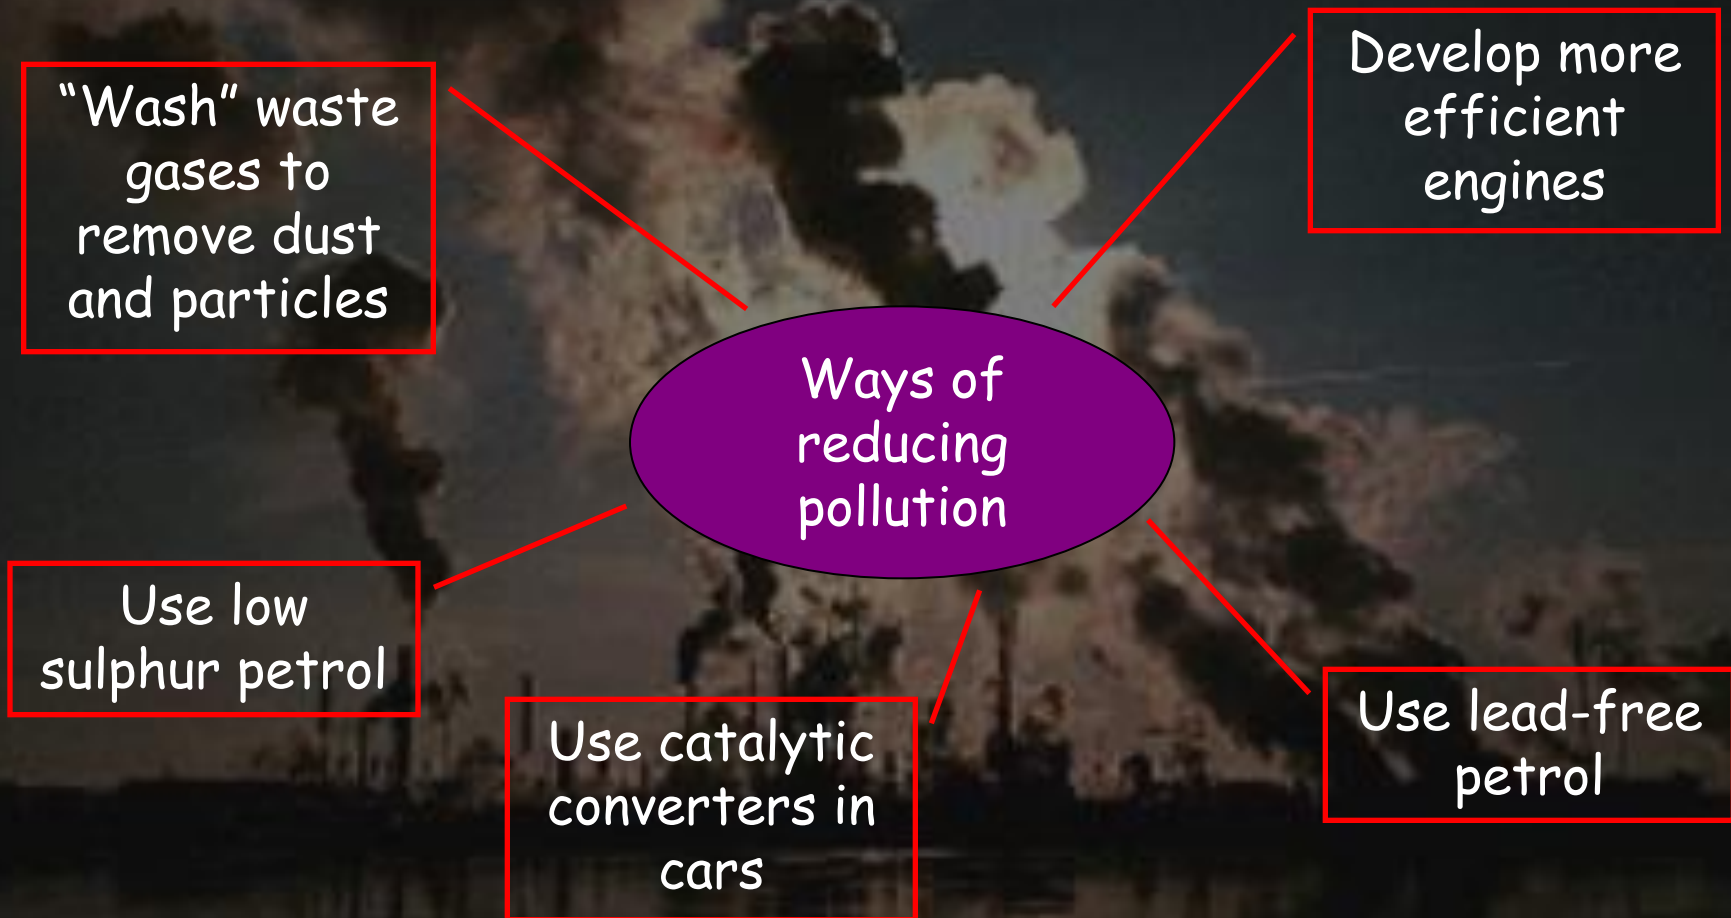 “Wash” waste
gases to
remove dust
and particles
Develop more
efficient
engines
Ways of
reducing
pollution
Use low
sulphur petrol
Use catalytic
converters in
cars
Use lead-free
petrol